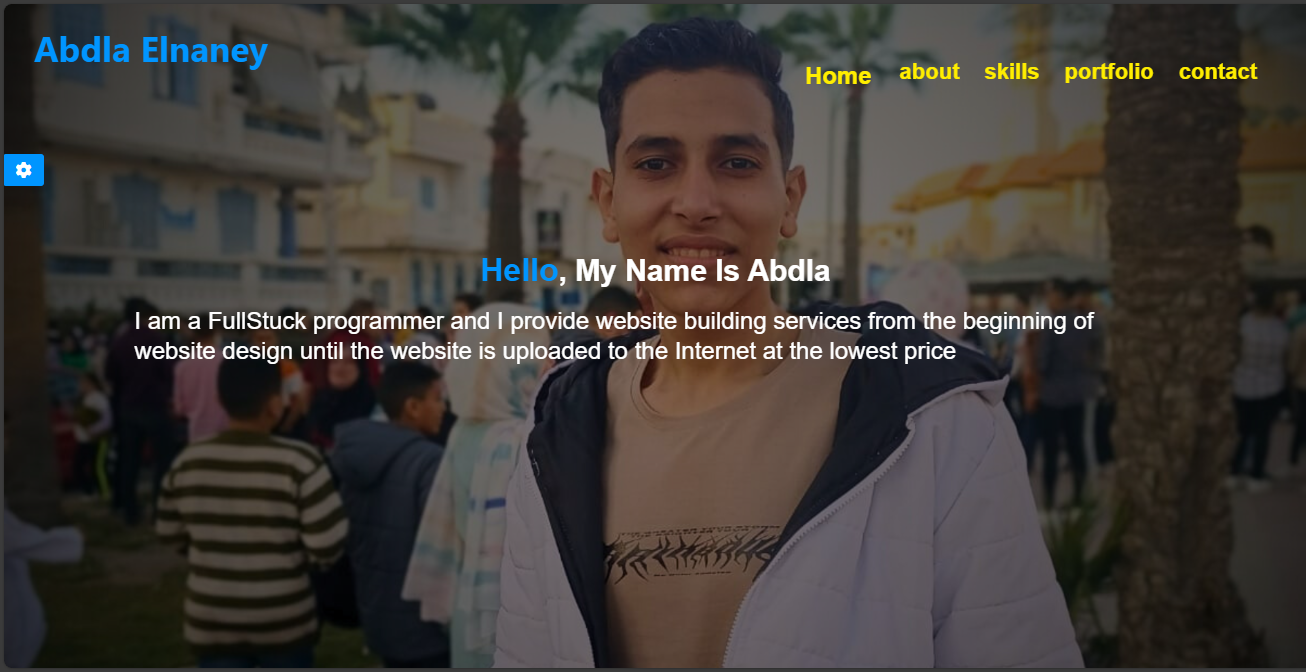 Abdla Elnaney
Home about skills portfolio contact
Hello, My Name Is Abdla
I am a FullStuck programmer and I provide website building services from the beginning of
website design until the website is uploaded to the Internet at the lowest price